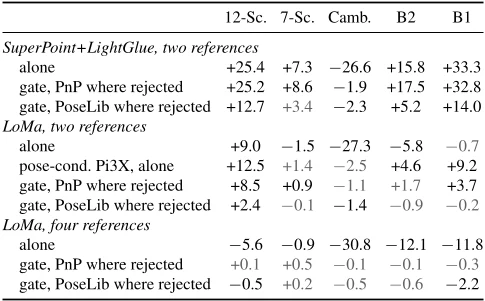 12-Sc. 7-Sc. Camb. B2 B1
SuperPoint+LightGlue, two references
alone +25.4 +7.3 −26.6 +15.8 +33.3
gate, PnP where rejected +25.2 +8.6 −1.9 +17.5 +32.8
gate, PoseLib where rejected +12.7 +3.4 −2.3 +5.2 +14.0
LoMa, two references
alone +9.0 −1.5 −27.3 −5.8 −0.7
pose-cond. Pi3X, alone +12.5 +1.4 −2.5 +4.6 +9.2
gate, PnP where rejected +8.5 +0.9 −1.1 +1.7 +3.7
gate, PoseLib where rejected +2.4 −0.1 −1.4 −0.9 −0.2
LoMa, four references
alone −5.6 −0.9 −30.8 −12.1 −11.8
gate, PnP where rejected +0.1 +0.5 −0.1 −0.1 −0.3
gate, PoseLib where rejected −0.5 +0.2 −0.5 −0.6 −2.2